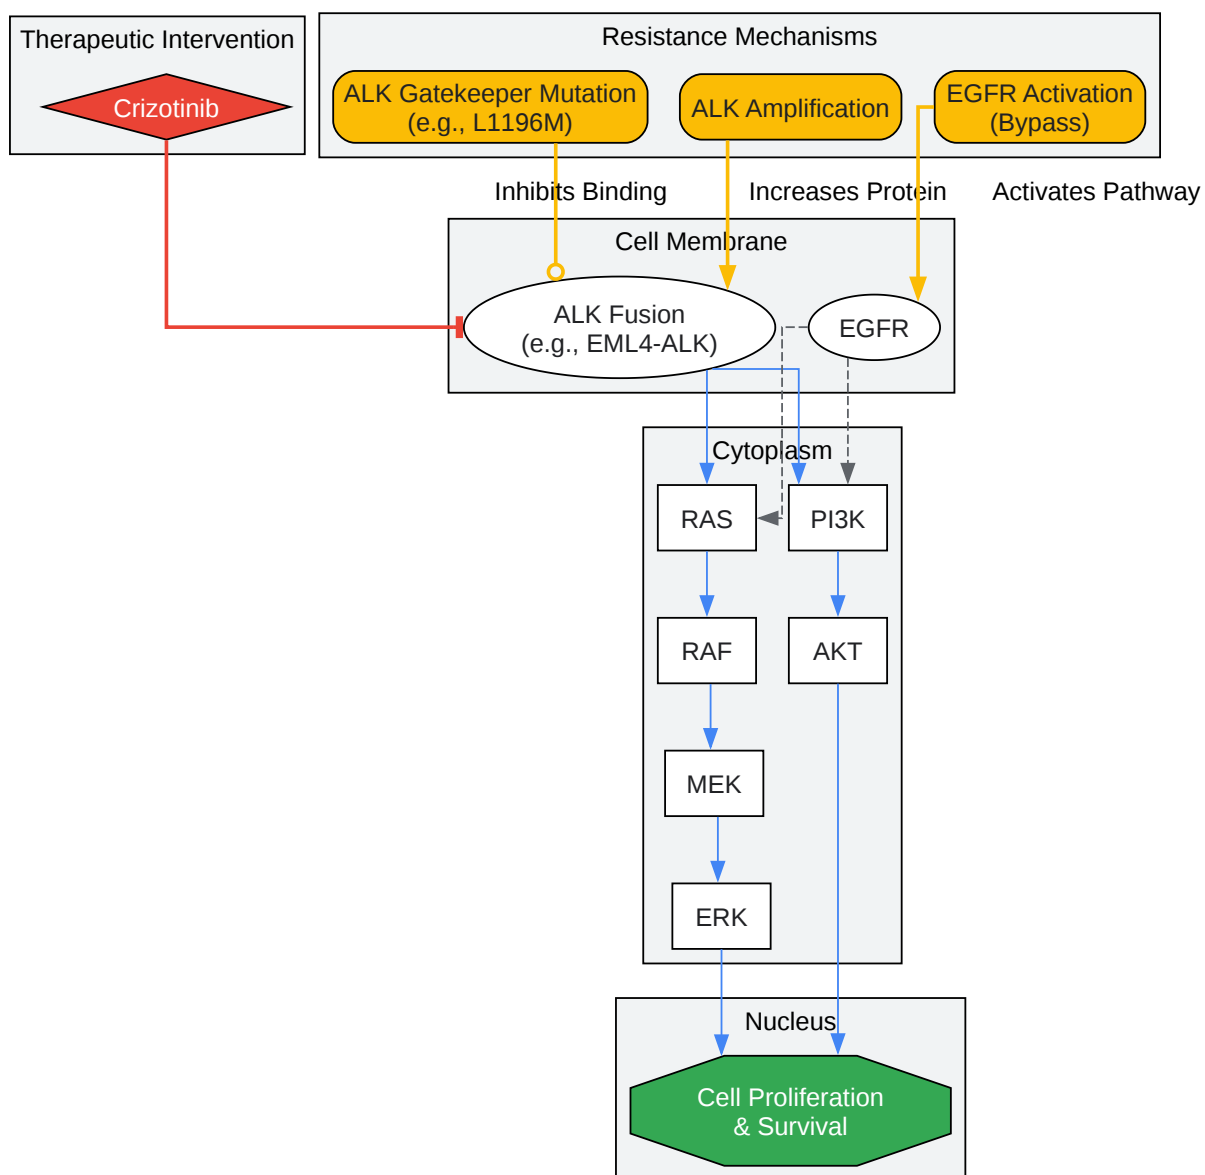 Therapeutic Intervention
Crizotinib
Resistance Mechanisms
ALK Gatekeeper Mutation
(e.g., L1196M)
ALK Amplification
EGFR Activation
(Bypass)
Inhibits Binding
Increases Protein
Activates Pathway
Cell Membrane
ALK Fusion
(e.g., EML4-ALK)
EGFR
Cytoplasm
RAS
PI3K
RAF
AKT
MEK
ERK
Nucleus
Cell Proliferation
& Survival